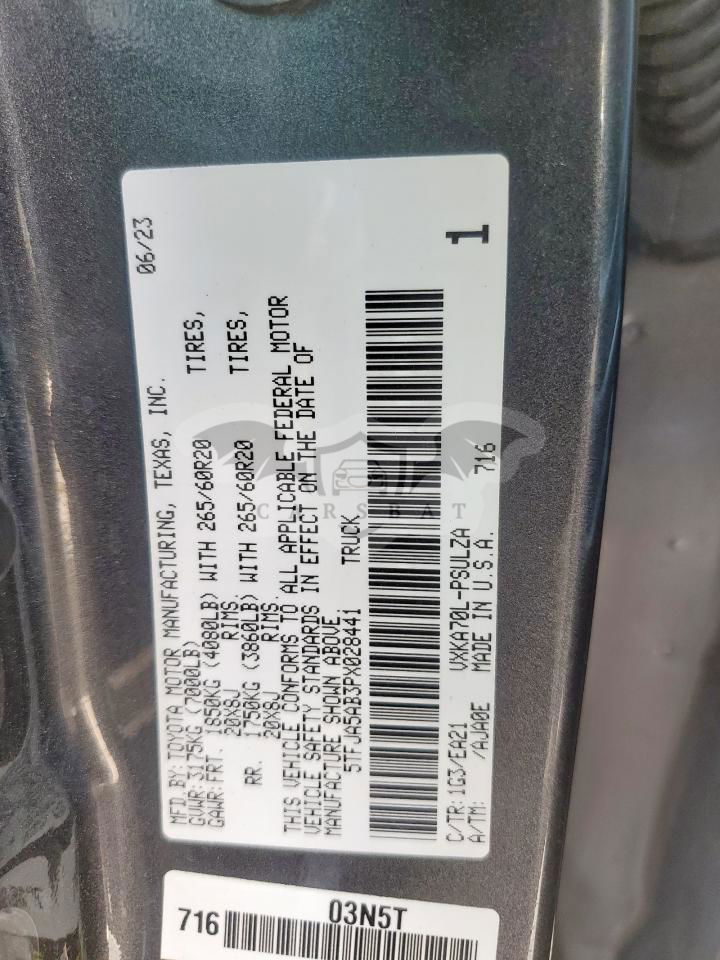 MFD.BY:TOYOTA MOTOR MANUFACTURING, TEXAS, INC. 06/23
GVWR:3175KG (7000LB)
GAWR:FRT. 1850KG (4080LB) WITH 265/60R20 TIRES,
20X8J RIMS,
RR. 1750KG (3860LB) WITH 265/60R20 TIRES,
20X8J RIMS.
THIS VEHICLE CONFORMS TO ALL APPLICABLE FEDERAL MOTOR
VEHICLE SAFETY STANDARDS IN EFFECT ON THE DATE OF
MANUFACTURE SHOWN ABOVE
5TFJA5AB3PX028441 TRUCK
C/TR:1G3/EA21 VXKA70L-PSULZA 716
A/TM: /AJA0E MADE IN U.S.A.
1
03N5T
716
CARSBAT